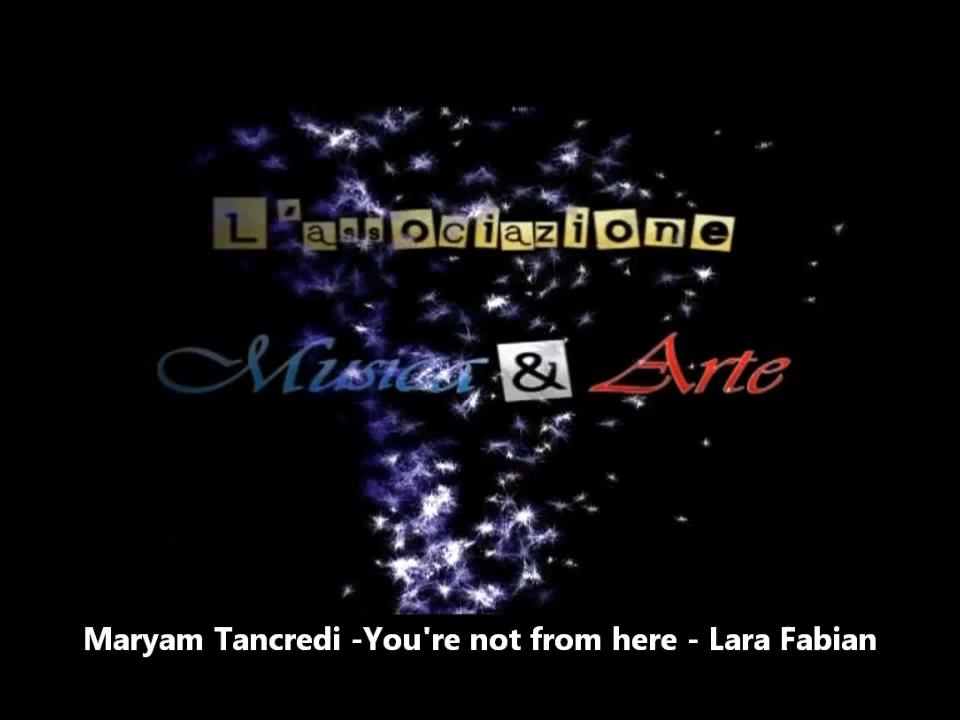 L'associazione
Musica & Arte
Maryam Tancredi -You're not from here - Lara Fabian